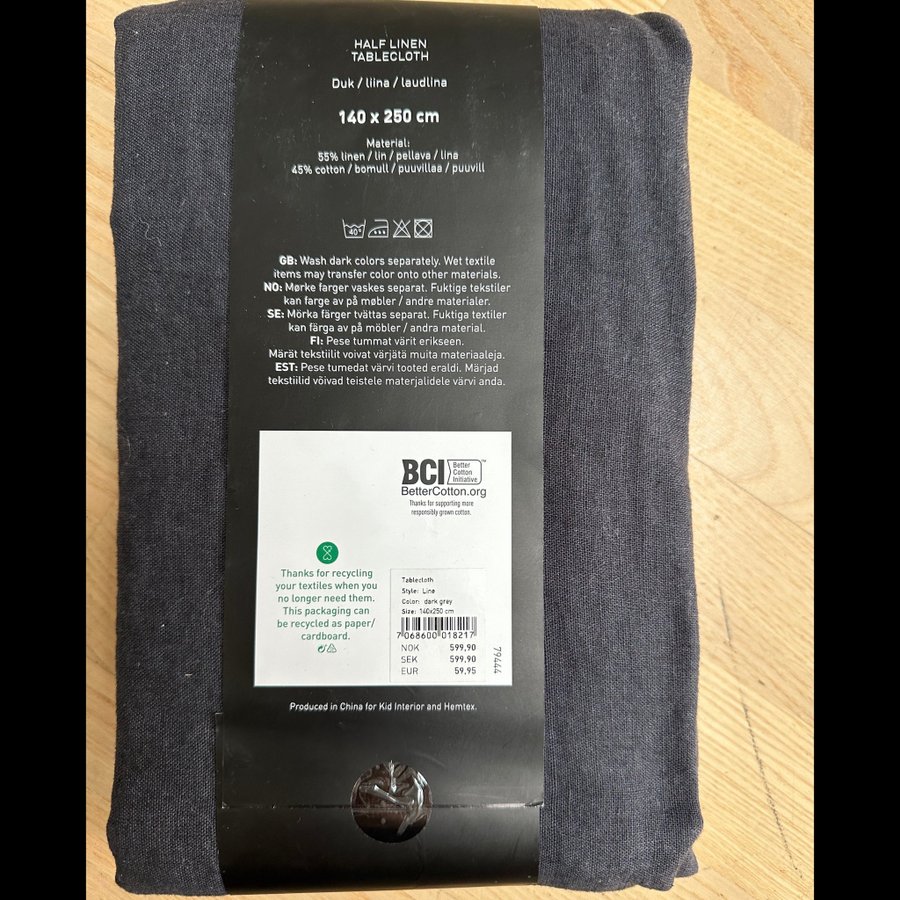 HALF LINEN
TABLECLOTH
Duk / liina / laudlina
140 x 250 cm
Material:
55% linen / lin / pellava / lina
45% cotton / bomull / puuvillaa / puuvill
40°
GB: Wash dark colors separately. Wet textile
items may transfer color onto other materials.
NO: Mørke farger vaskes separat. Fuktige tekstiler
kan farge av på møbler / andre materialer.
SE: Mörka färger tvättas separat. Fuktiga textiler
kan färga av på möbler / andra material.
FI: Pese tummat värit erikseen.
Märät tekstiilit voivat värjätä muita materiaaleja.
EST: Pese tumedat värvi tooted eraldi. Märjad
tekstiilid võivad teistele materjalidele värvi anda.
BCI Better
Cotton
Initiative™
BetterCotton.org
Thanks for supporting more
responsibly grown cotton.
Thanks for recycling
your textiles when you
no longer need them.
This packaging can
be recycled as paper/
cardboard.
Tablecloth
Style: Line
Color: dark grey
Size: 140x250 cm
7 068600 018217
NOK 599,90
SEK 599,90
EUR 59,95
79444
Produced in China for Kid Interior and Hemtex.